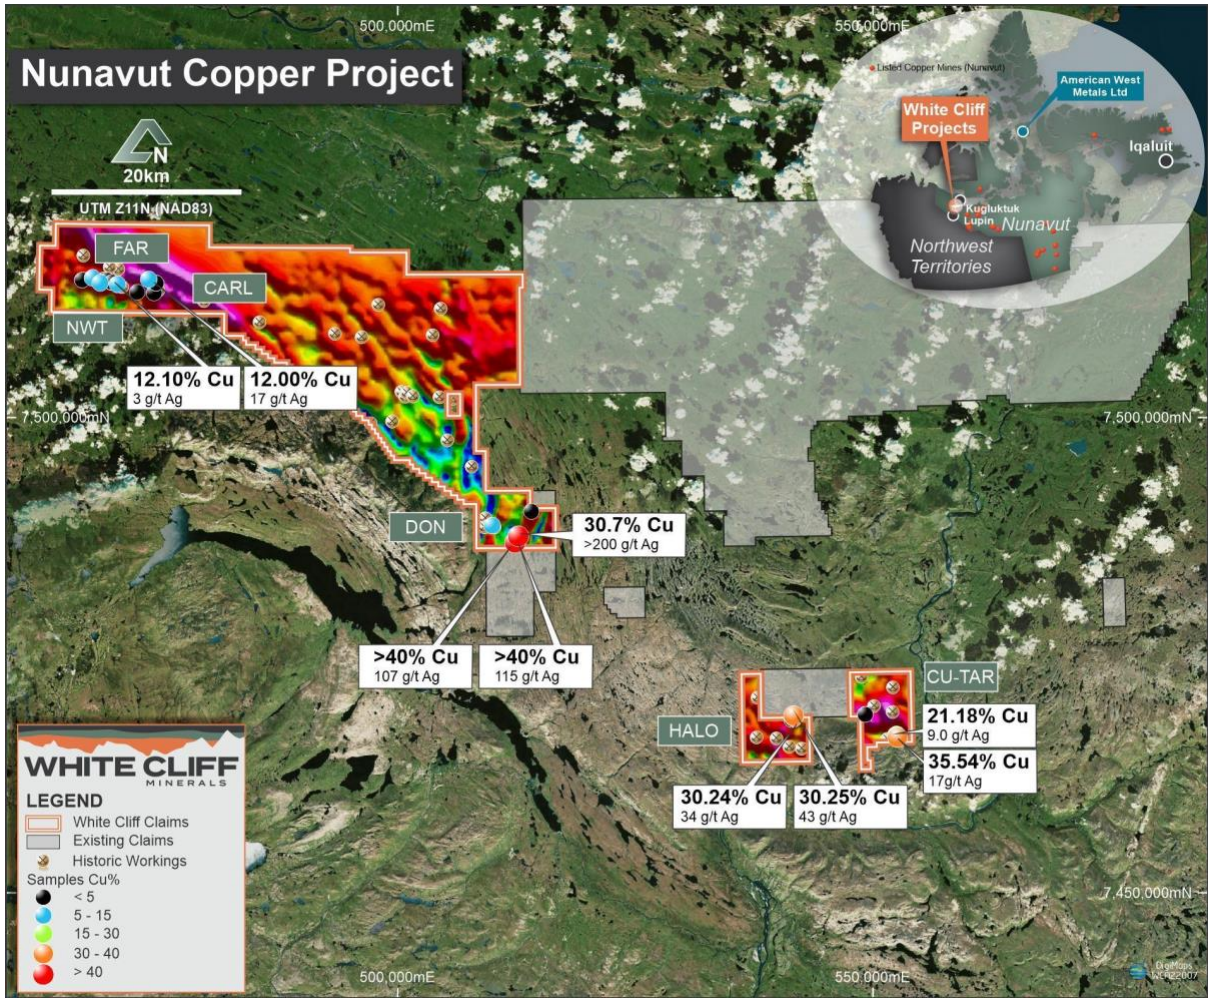 500,000mE
550,000mE
Nunavut Copper Project
N
20km
UTM Z11N (NAD83)
Listed Copper Mines (Nunavut)
American West
Metals Ltd
White Cliff
Projects
Iqaluit
Kugluktuk
Lupin
Nunavut
Northwest
Territories
FAR
CARL
NWT
12.10% Cu
3 g/t Ag
12.00% Cu
17 g/t Ag
7,500,000mN
7,500,000mN
DON
30.7% Cu
>200 g/t Ag
>40% Cu
107 g/t Ag
>40% Cu
115 g/t Ag
CU-TAR
HALO
21.18% Cu
9.0 g/t Ag
35.54% Cu
17g/t Ag
30.24% Cu
34 g/t Ag
30.25% Cu
43 g/t Ag
WHITE CLIFF
MINERALS
LEGEND
White Cliff Claims
Existing Claims
Historic Workings
Samples Cu%
< 5
5 - 15
15 - 30
30 - 40
> 40
7,450,000mN
500,000mE
550,000mE
DigiMaps